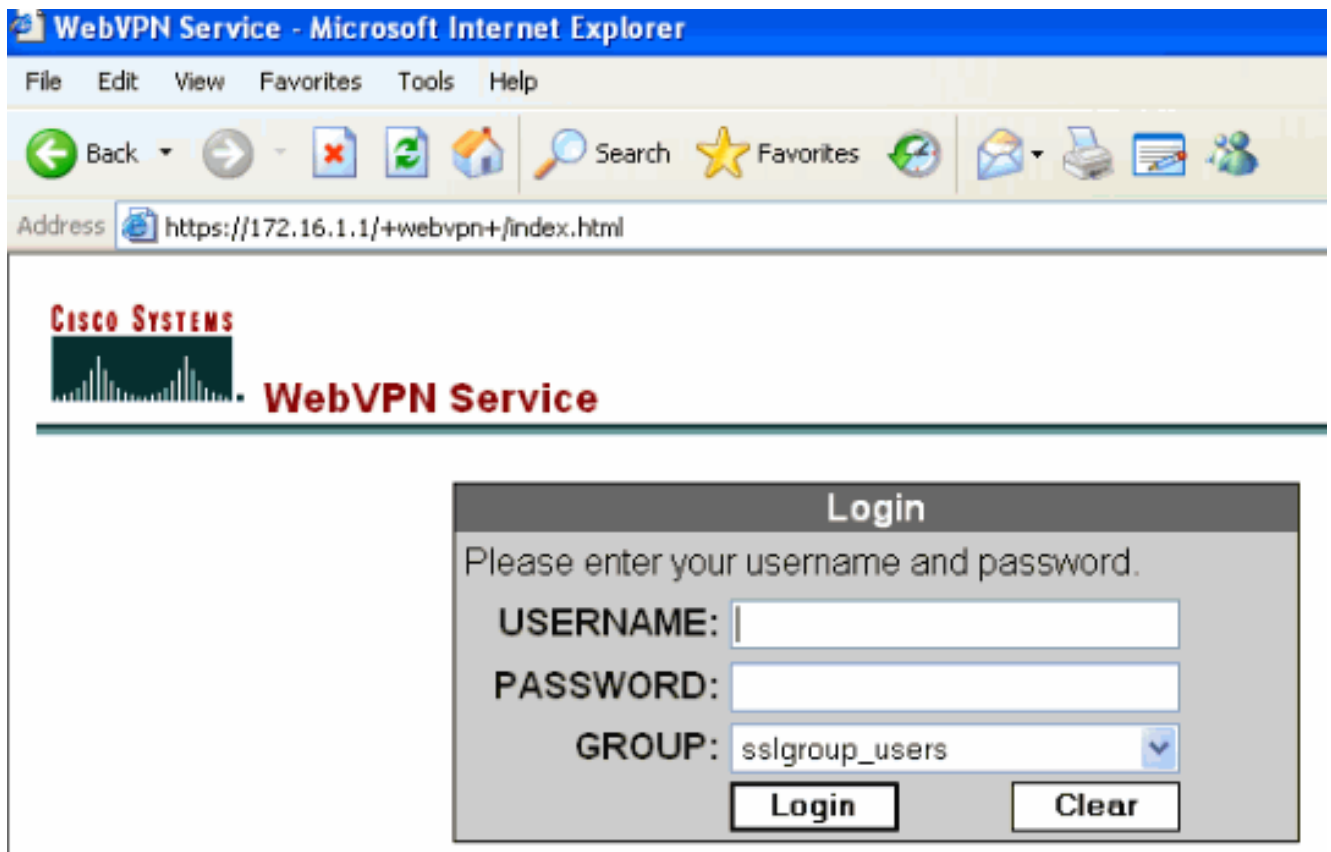 WebVPN Service - Microsoft Internet Explorer
File Edit View Favorites Tools Help
Back Search Favorites
Address https://172.16.1.1/+webvpn+/index.html
CISCO SYSTEMS
WebVPN Service
Login
Please enter your username and password.
USERNAME:
PASSWORD:
GROUP: sslgroup_users
Login Clear